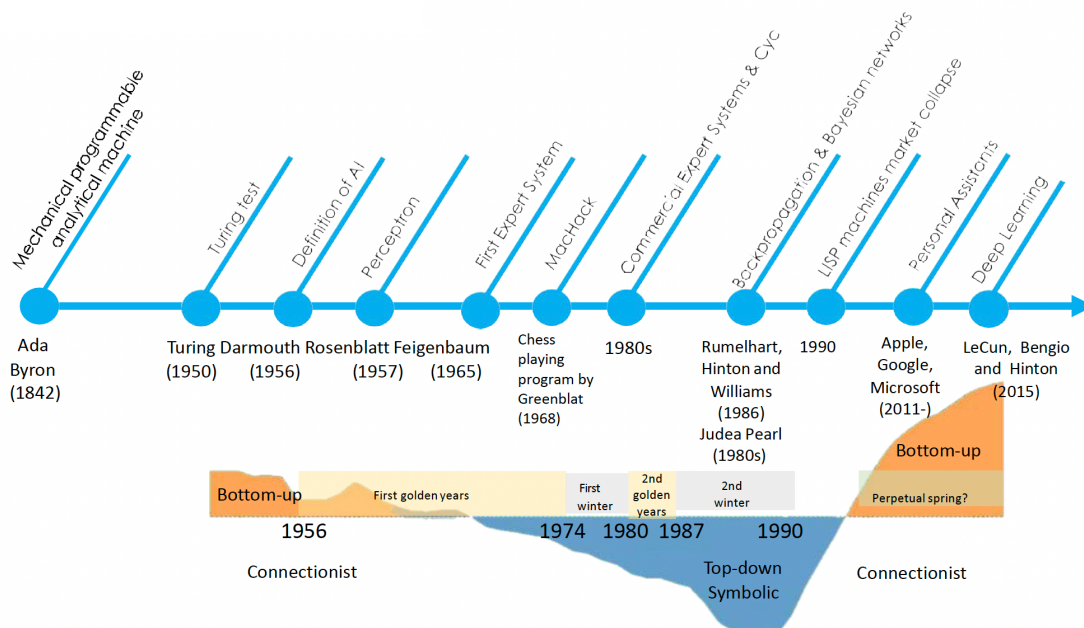 Mechanical programmable
analytical machine
Turing test
Definition of AI
Perceptron
First Expert System
MacHack
Commercial Expert Systems & Cyc
Backpropagation & Bayesian networks
LISP machines market collapse
Personal Assistants
Deep Learning
Ada
Byron
(1842)
Turing Darmouth Rosenblatt Feigenbaum
(1950) (1956) (1957) (1965)
Chess
playing
program by
Greenblat
(1968)
1980s
Rumelhart,
Hinton and
Williams
(1986)
Judea Pearl
(1980s)
1990
Apple,
Google,
Microsoft
(2011-)
LeCun, Bengio
and Hinton
(2015)
Bottom-up
First golden years
First
winter
2nd
golden
years
2nd
winter
Bottom-up
Perpetual spring?
1956
1974
1980
1987
1990
Connectionist
Top-down
Symbolic
Connectionist